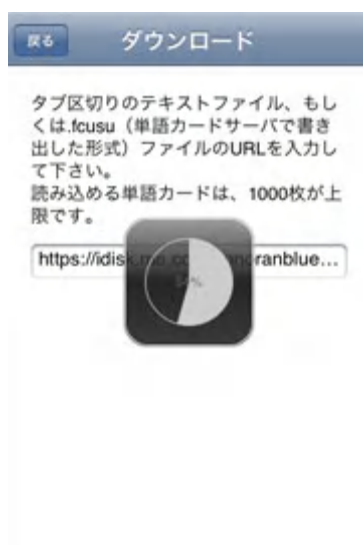 戻る
ダウンロード
タブ区切りのテキストファイル、もし
くは.fcusu（単語カードサーバで書き
出した形式）ファイルのURLを入力し
て下さい。
読み込める単語カードは、1000枚が上
限です。
https://idisk.me.co
oranblue...